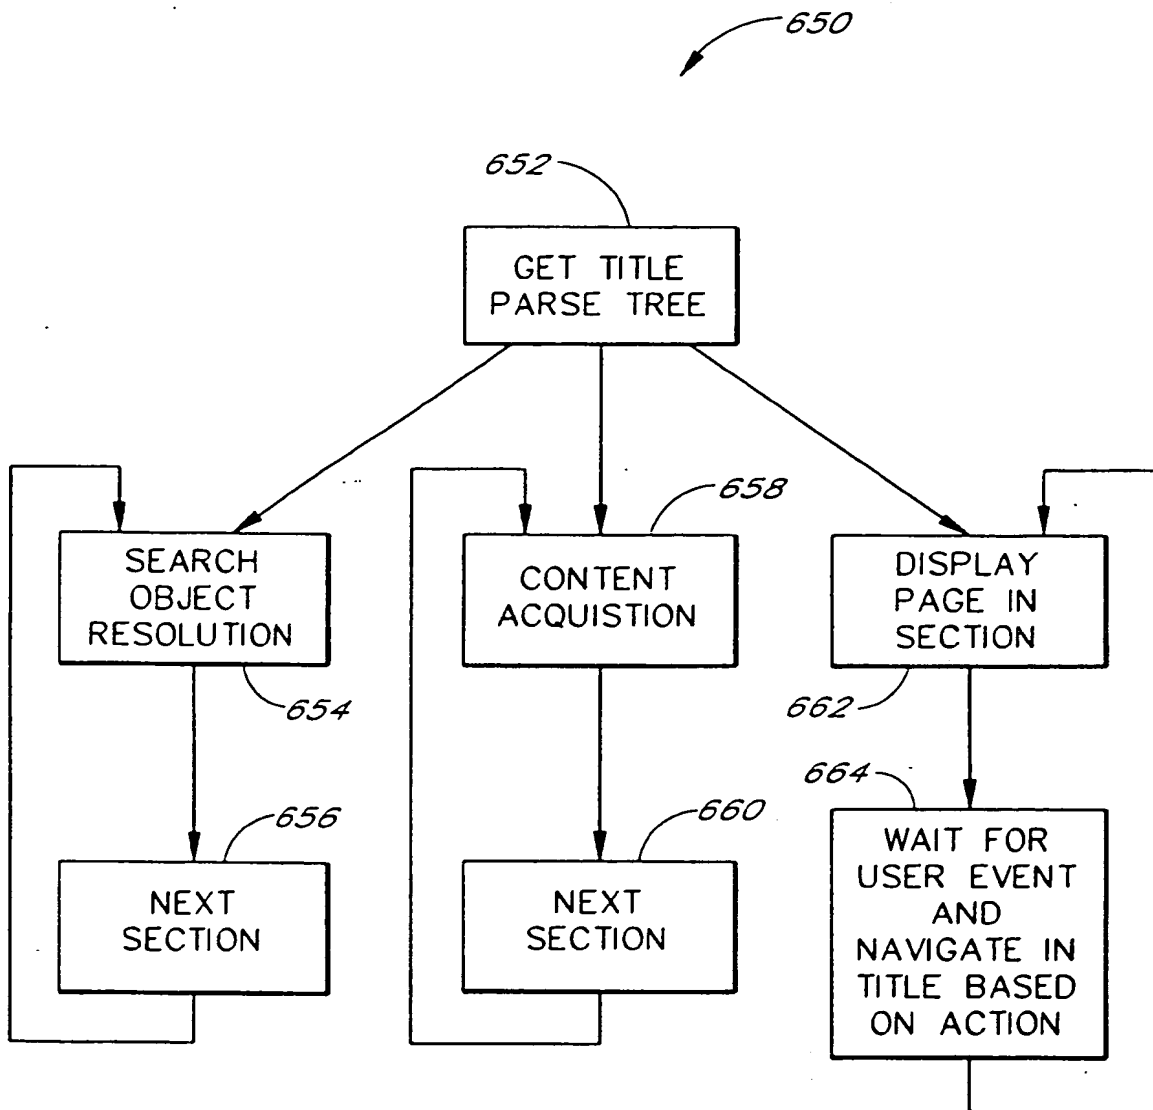 650
652
GET TITLE
PARSE TREE
658
SEARCH
OBJECT
RESOLUTION
654
CONTENT
ACQUISTION
DISPLAY
PAGE IN
SECTION
662
664
656
NEXT
SECTION
660
NEXT
SECTION
WAIT FOR
USER EVENT
AND
NAVIGATE IN
TITLE BASED
ON ACTION